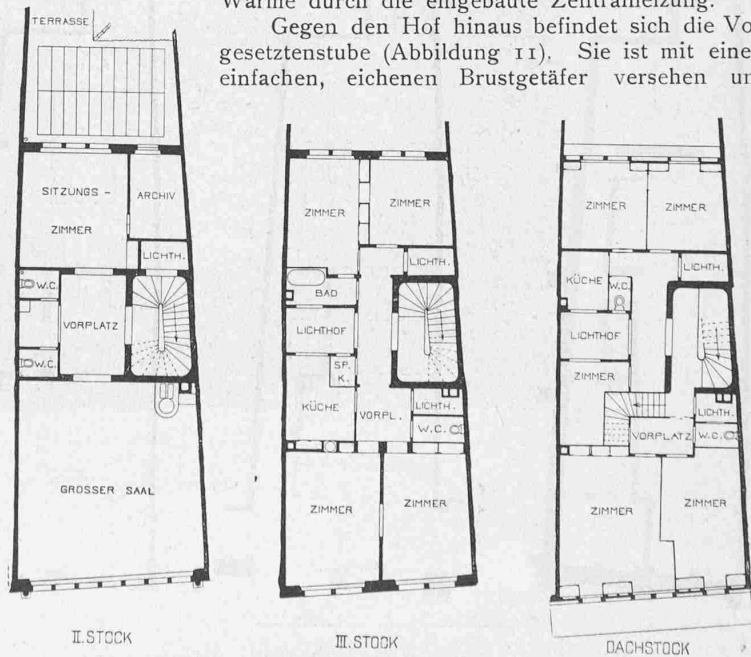 Wärme durch die eingebaute Zentralheizung.
Gegen den Hof hinaus befindet sich die Vo
gesetztenstube (Abbildung 11). Sie ist mit eine
einfachen, eichenen Brustgetäfer versehen un
TERRASSE
SITZUNGS-
ZIMMER
ARCHIV
LICHTH.
W.C.
VORPLATZ
W.C.
GROSSER SAAL
II. STOCK
ZIMMER
ZIMMER
LICHTH.
BAD
LICHTHOF
SP.
K.
KÜCHE
VORPL.
LICHTH.
W.C.
ZIMMER
ZIMMER
III. STOCK
ZIMMER
ZIMMER
KÜCHE
W.C.
LICHTH.
LICHTHOF
ZIMMER
LICHTH.
VORPLATZ
W.C.
ZIMMER
ZIMMER
DACHSTOCK